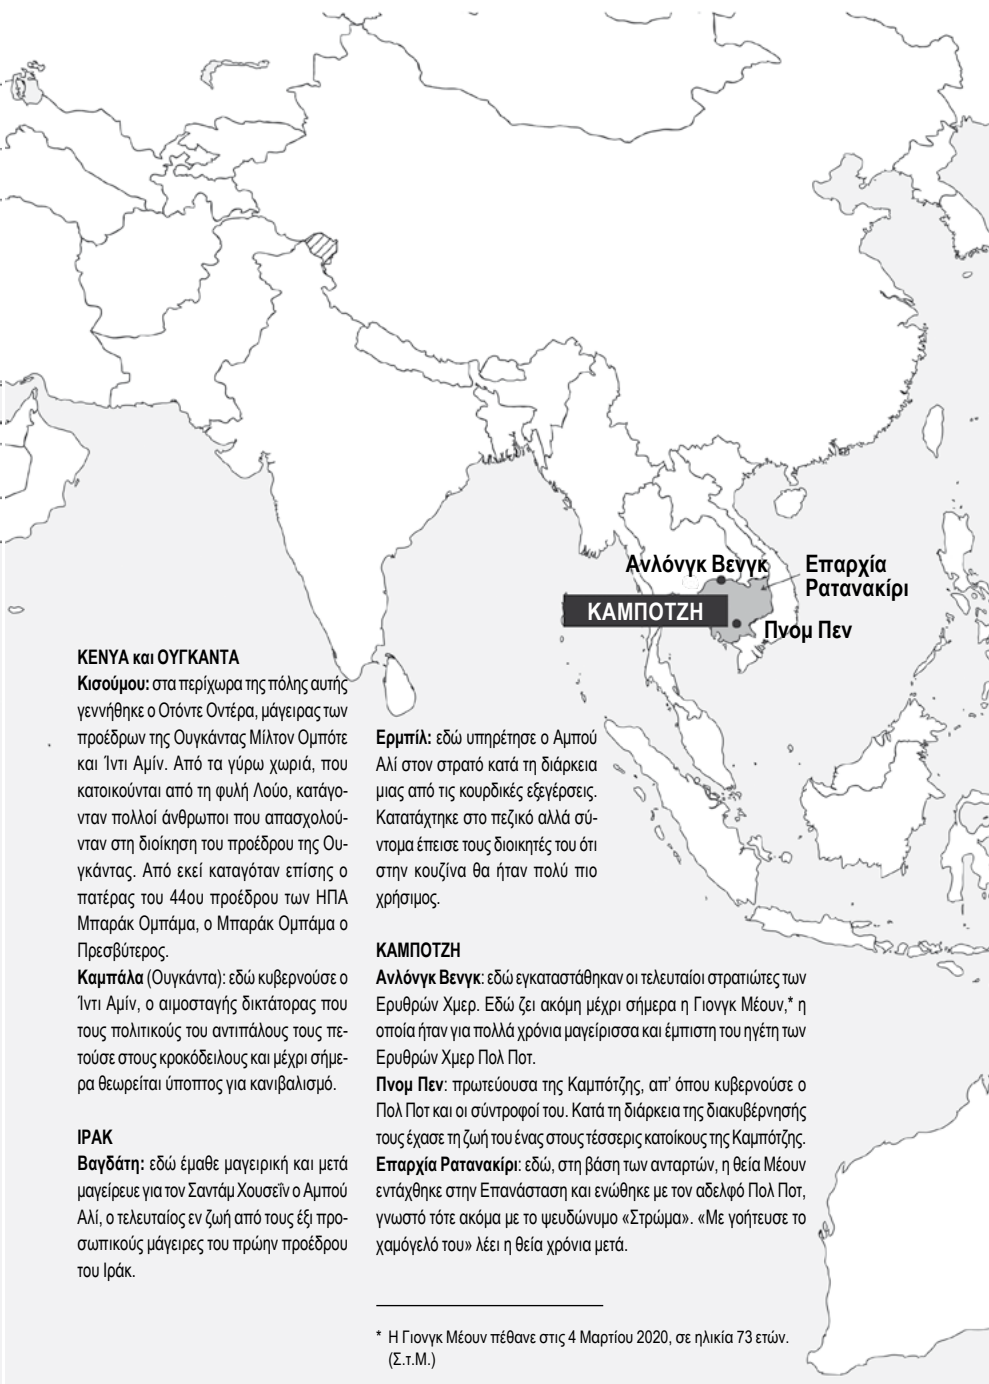 Ανλόνγκ Βενγκ
Επαρχία
Ρατανακίρι
ΚΑΜΠΟΤΖΗ
Πνομ Πεν
ΚΕΝΥΑ και ΟΥΓΚΑΝΤΑ
Κισούμου: στα περίχωρα της πόλης αυτής
γεννήθηκε ο Οτόντε Οντέρα, μάγειρας των
προέδρων της Ουγκάντας Μίλτον Ομπότε
και Ίντι Αμίν. Από τα γύρω χωριά, που
κατοικούνται από τη φυλή Λούο, κατάγο-
νταν πολλοί άνθρωποι που απασχολού-
νταν στη διοίκηση του προέδρου της Ου-
γκάντας. Από εκεί καταγόταν επίσης ο
πατέρας του 44ου προέδρου των ΗΠΑ
Μπαράκ Ομπάμα, ο Μπαράκ Ομπάμα ο
Πρεσβύτερος.
Καμπάλα (Ουγκάντα): εδώ κυβερνούσε ο
Ίντι Αμίν, ο αιμοσταγής δικτάτορας που
τους πολιτικούς του αντιπάλους τους πε-
τούσε στους κροκόδειλους και μέχρι σήμε-
ρα θεωρείται ύποπτος για κανιβαλισμό.
ΙΡΑΚ
Βαγδάτη: εδώ έμαθε μαγειρική και μετά
μαγείρευε για τον Σαντάμ Χουσεΐν ο Αμπού
Αλί, ο τελευταίος εν ζωή από τους έξι προ-
σωπικούς μάγειρες του πρώην προέδρου
του Ιράκ.
Ερμπίλ: εδώ υπηρέτησε ο Αμπού
Αλί στον στρατό κατά τη διάρκεια
μιας από τις κουρδικές εξεγέρσεις.
Κατατάχτηκε στο πεζικό αλλά σύ-
ντομα έπεισε τους διοικητές του ότι
στην κουζίνα θα ήταν πολύ πιο
χρήσιμος.
ΚΑΜΠΟΤΖΗ
Ανλόνγκ Βενγκ: εδώ εγκαταστάθηκαν οι τελευταίοι στρατιώτες των
Ερυθρών Χμερ. Εδώ ζει ακόμη μέχρι σήμερα η Γιονγκ Μέουν,* η
οποία ήταν για πολλά χρόνια μαγείρισσα και έμπιστη του ηγέτη των
Ερυθρών Χμερ Πολ Ποτ.
Πνομ Πεν: πρωτεύουσα της Καμπότζης, απ’ όπου κυβερνούσε ο
Πολ Ποτ και οι σύντροφοί του. Κατά τη διάρκεια της διακυβέρνησής
τους έχασε τη ζωή του ένας στους τέσσερις κατοίκους της Καμπότζης.
Επαρχία Ρατανακίρι: εδώ, στη βάση των ανταρτών, η θεία Μέουν
εντάχθηκε στην Επανάσταση και ενώθηκε με τον αδελφό Πολ Ποτ,
γνωστό τότε ακόμα με το ψευδώνυμο «Στρώμα». «Με γοήτευσε το
χαμόγελό του» λέει η θεία χρόνια μετά.
* Η Γιονγκ Μέουν πέθανε στις 4 Μαρτίου 2020, σε ηλικία 73 ετών.
(Σ.τ.Μ.)